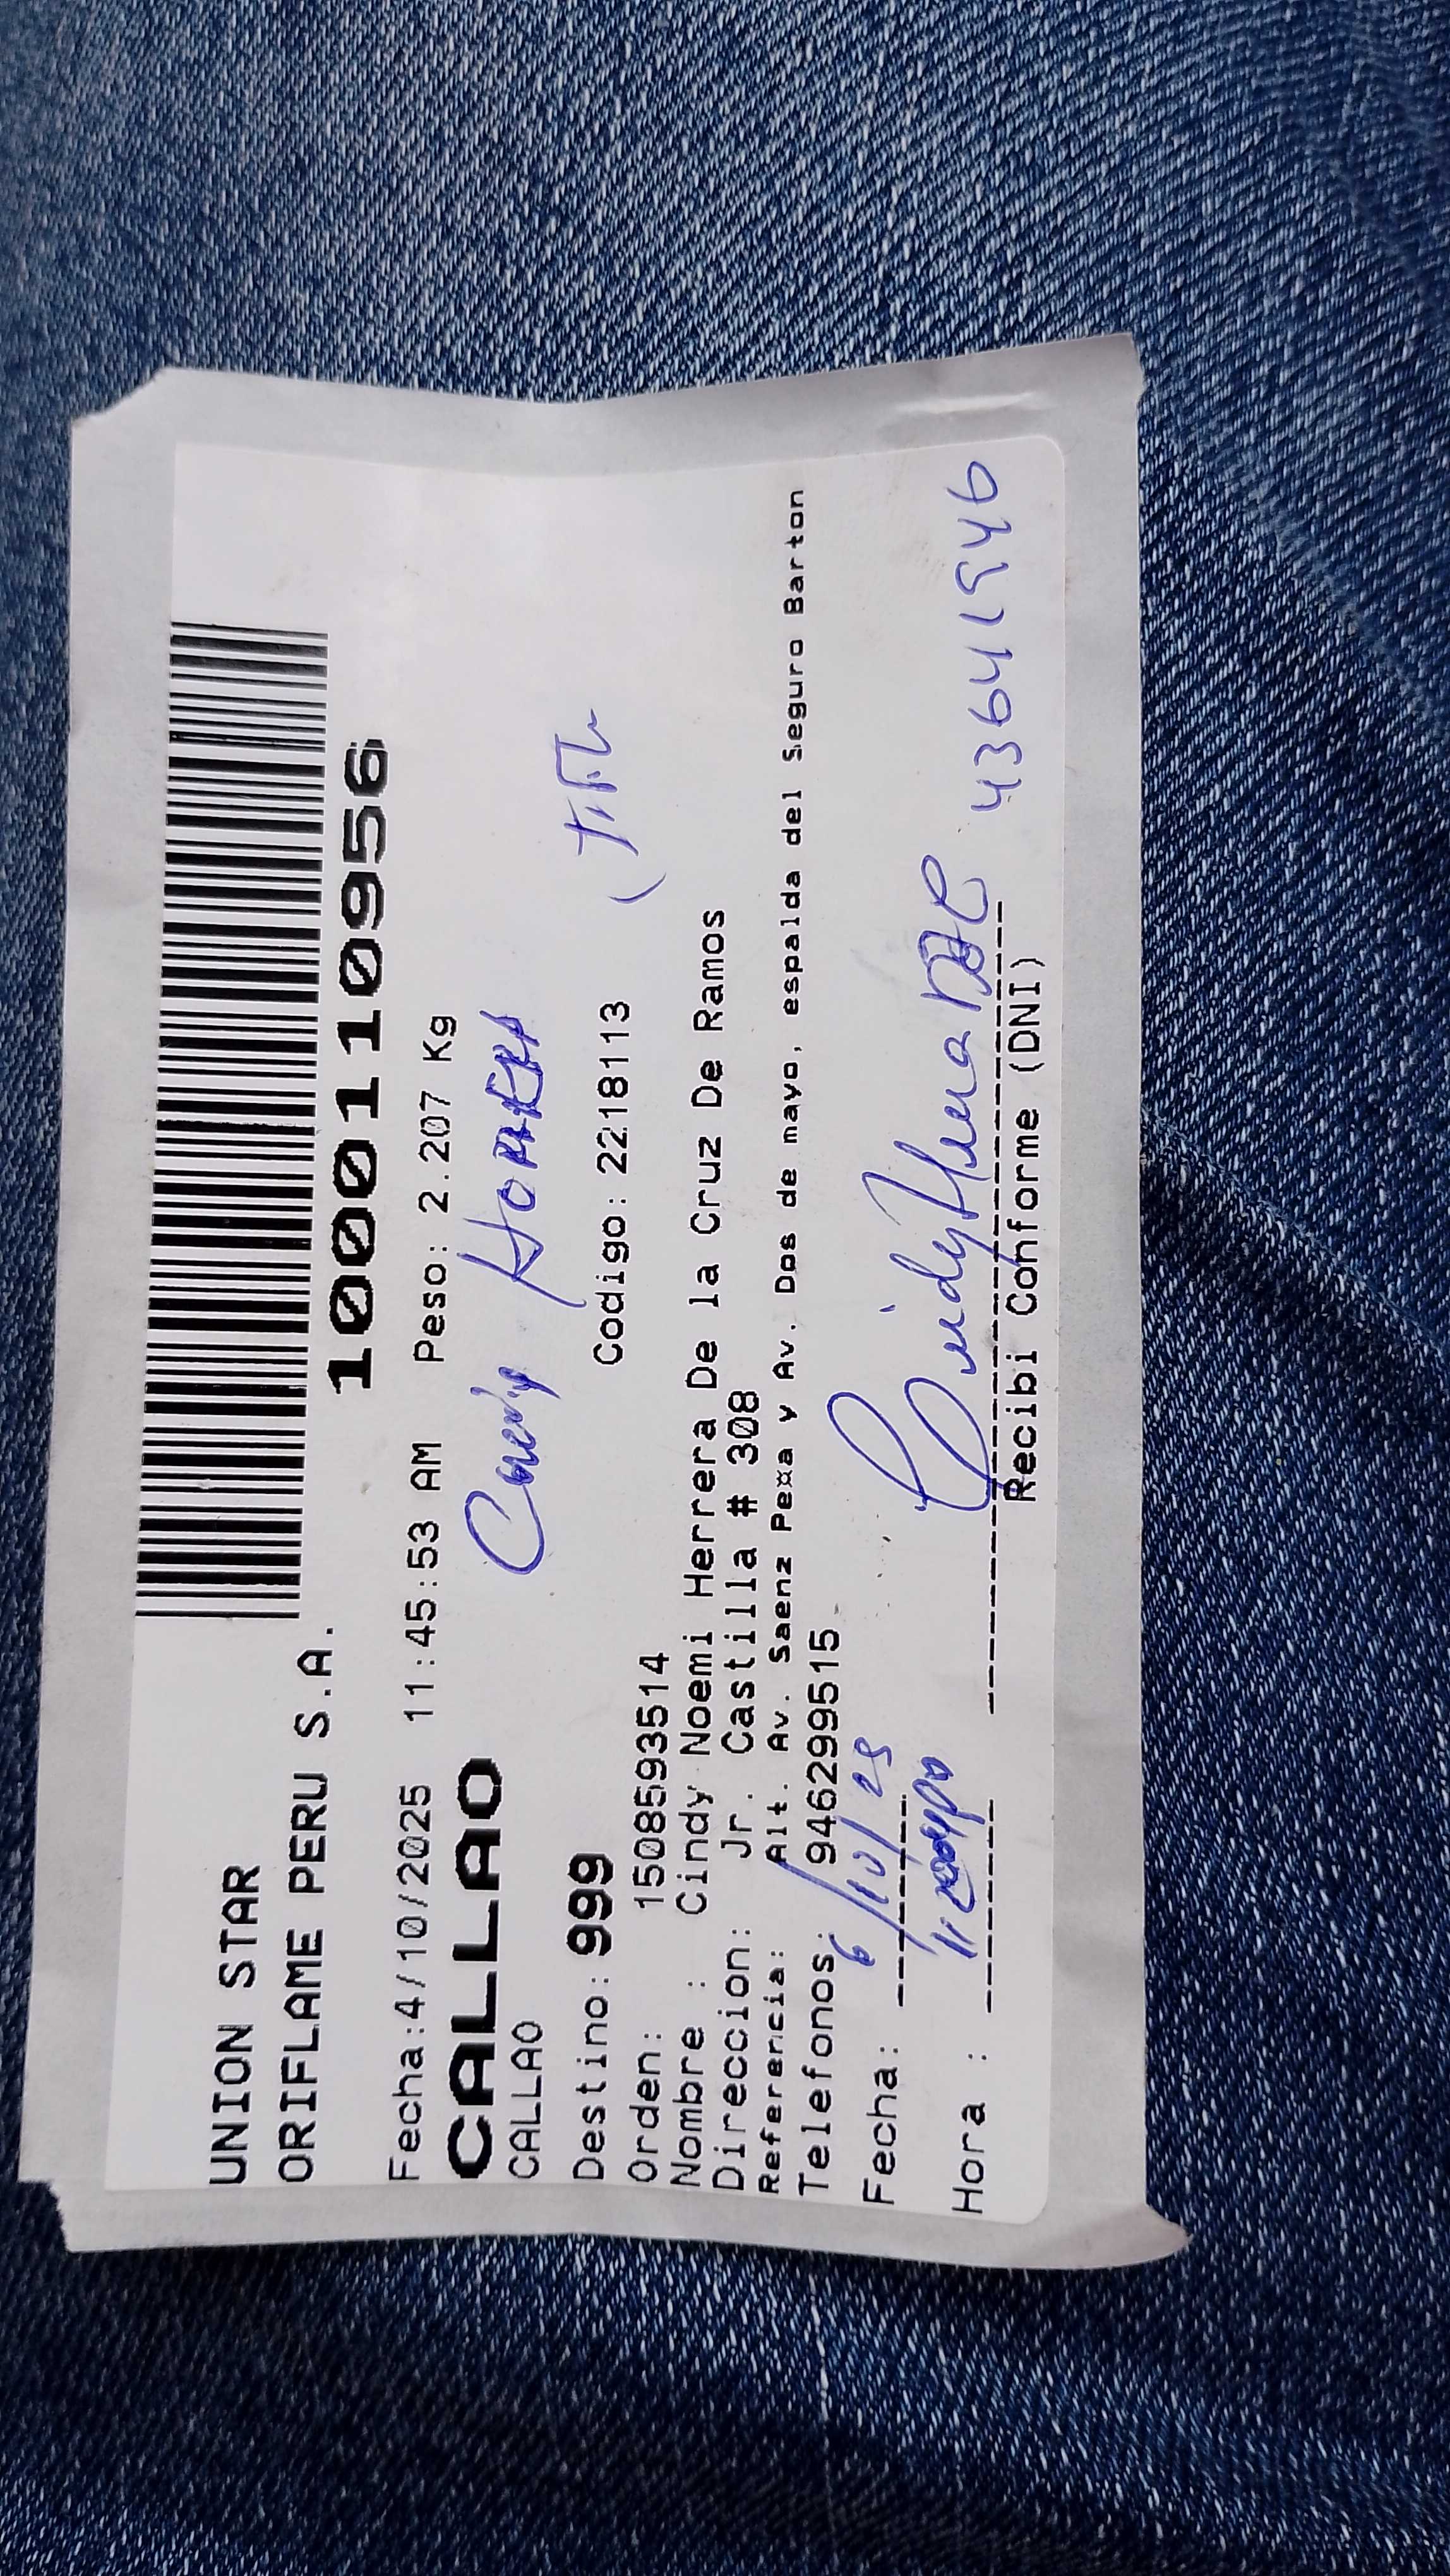 UNION STAR
ORIFLAME PERU S.A.
1000110956
Fecha:4/10/2025 11:45:53 AM Peso: 2.207 Kg
CALLAO
CALLAO
Destino: 999 Codigo: 2218113
Orden: 1508593514
Nombre : Cindy Noemi Herrera De la Cruz De Ramos
Direccion: Jr. Castilla # 308
Referencia: Alt. Av. Saenz Pe¤a y Av. Dos de mayo, espalda del Seguro Barton
Telefonos: 946299515
Fecha: 6/10/25
Hora :
43641546
Recibi Conforme (DNI)